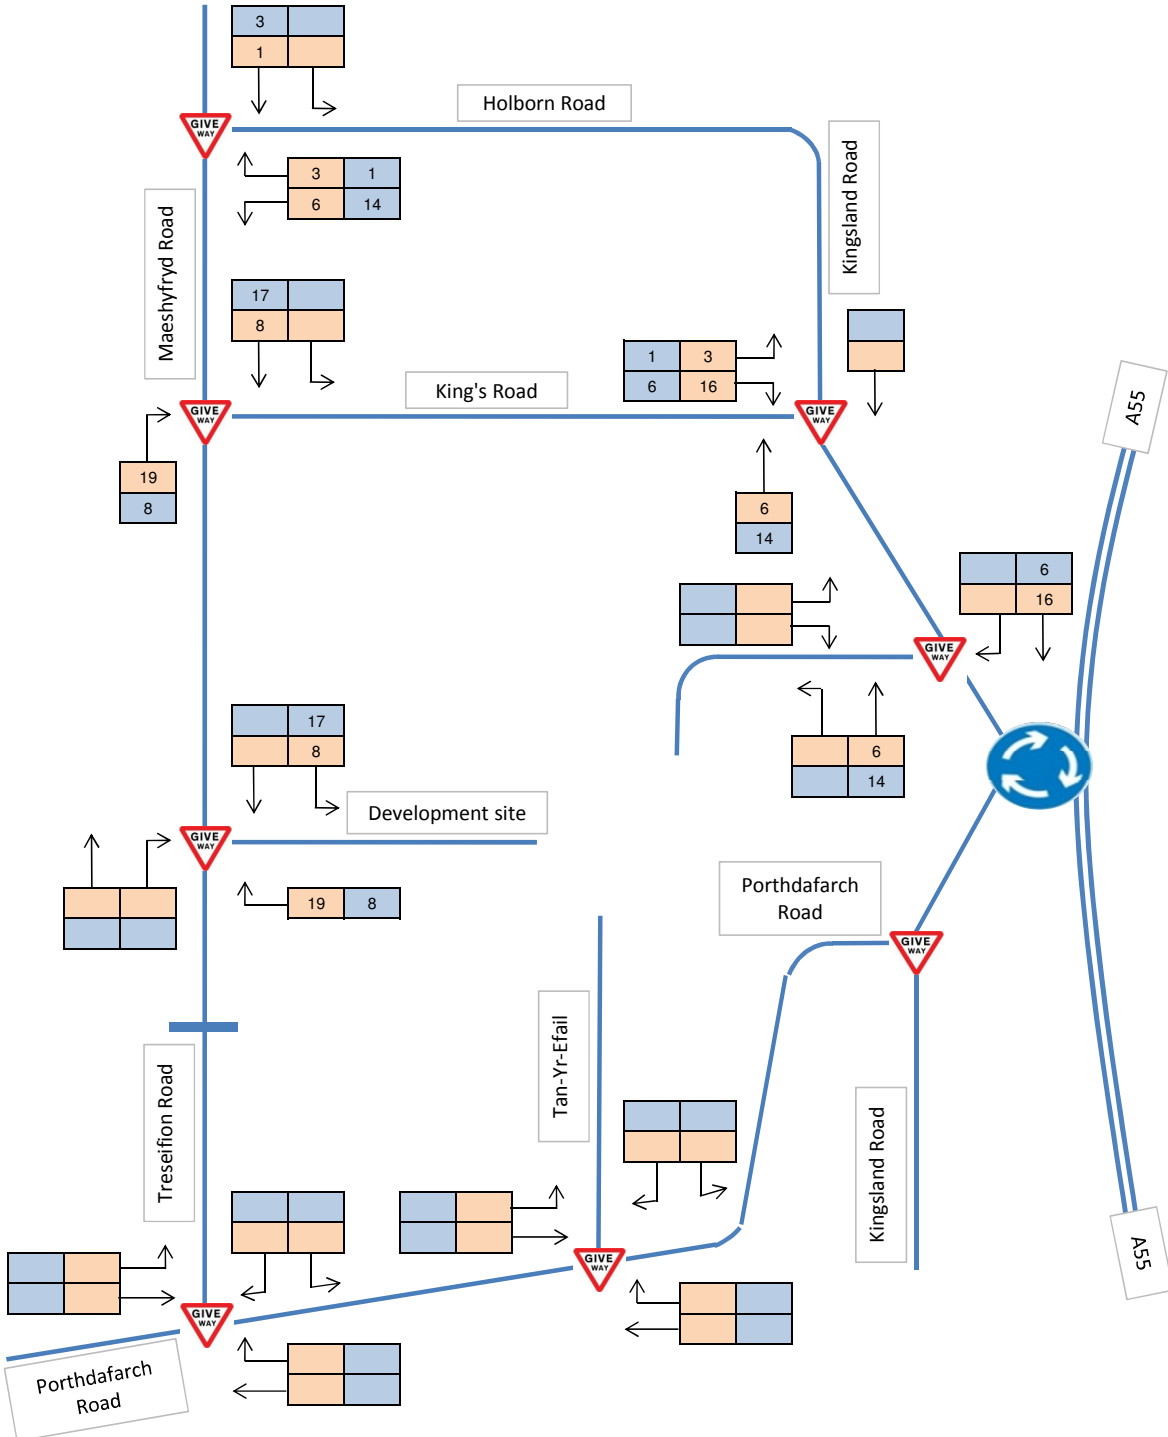 3
1
Holborn Road
GIVE
WAY
Kingsland Road
3 1
6 14
Maeshyfryd Road
17
8
1 3
6 16
King's Road
A55
GIVE
WAY
GIVE
WAY
19
8
6
14
6
16
GIVE
WAY
17
8
6
14
Development site
GIVE
WAY
19 8
Porthdafarch
Road
GIVE
WAY
Tan-Yr-Efail
Treseifion Road
Kingsland Road
A55
GIVE
WAY
GIVE
WAY
Porthdafarch
Road